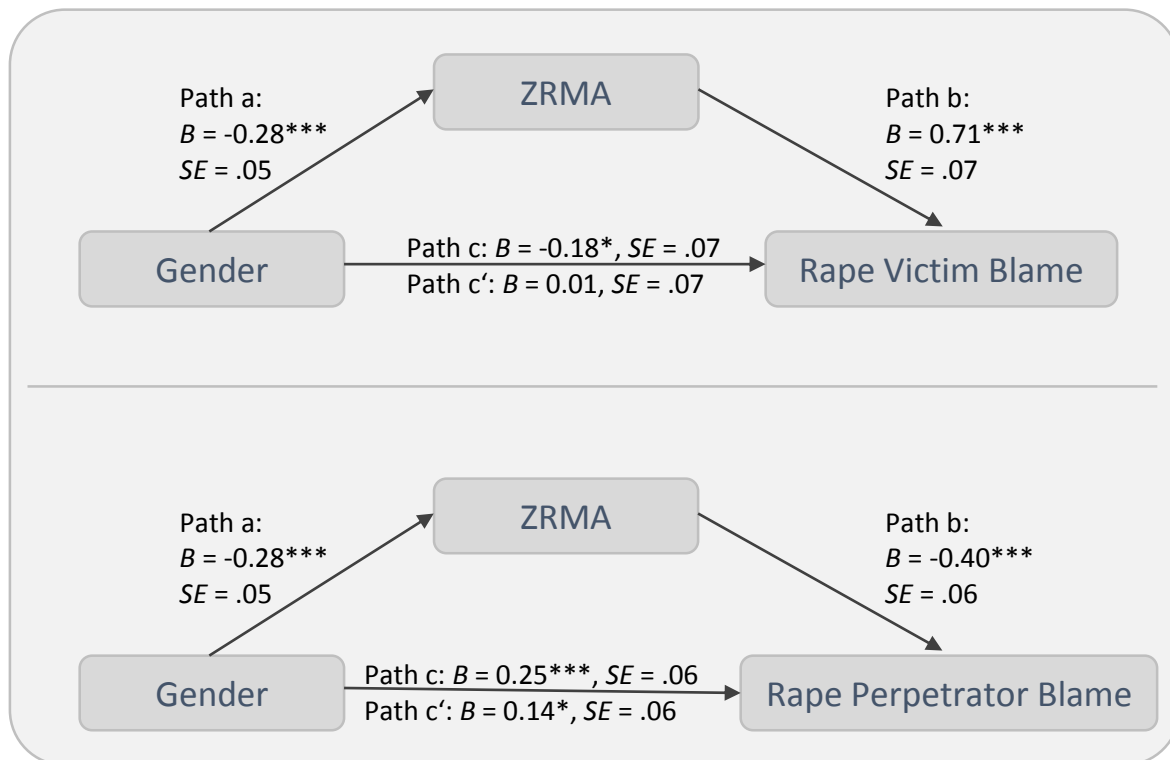 Path a:
B = -0.28***
SE = .05
ZRMA
Path b:
B = 0.71***
SE = .07
Gender
Path c: B = -0.18*, SE = .07
Path c‘: B = 0.01, SE = .07
Rape Victim Blame
Path a:
B = -0.28***
SE = .05
ZRMA
Path b:
B = -0.40***
SE = .06
Gender
Path c: B = 0.25***, SE = .06
Path c‘: B = 0.14*, SE = .06
Rape Perpetrator Blame